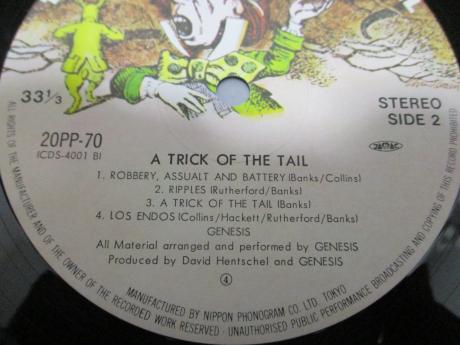 33 1/3
STEREO
SIDE 2
20PP-70
ICDS-4001 BI
A TRICK OF THE TAIL
1. ROBBERY, ASSUALT AND BATTERY(Banks/Collins)
2. RIPPLES(Rutherford/Banks)
3. A TRICK OF THE TAIL(Banks)
4. LOS ENDOS(Collins/Hackett/Rutherford/Banks)
GENESIS
All Material arranged and performed by GENESIS
Produced by David Hentschel and GENESIS
4
MANUFACTURED BY NIPPON PHONOGRAM CO. LTD. TOKYO
ALL RIGHTS OF THE MANUFACTURER AND OF THE OWNER OF THE RECORDED WORK RESERVED · UNAUTHORISED PUBLIC PERFORMANCE BROADCASTING AND COPYING OF THIS RECORD PROHIBITED